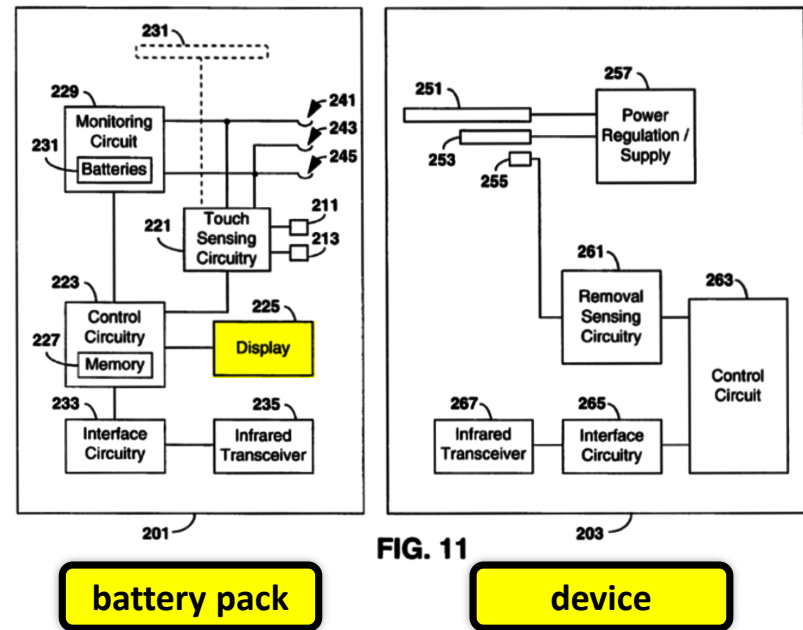 231
229
Monitoring
Circuit
231
Batteries
241
243
245
221
Touch
Sensing
Circuitry
211
213
223
Control
Circuitry
227
Memory
225
Display
233
Interface
Circuitry
235
Infrared
Transceiver
201
251
253
255
257
Power
Regulation /
Supply
261
Removal
Sensing
Circuitry
263
Control
Circuit
267
Infrared
Transceiver
265
Interface
Circuitry
203
FIG. 11
battery pack
device